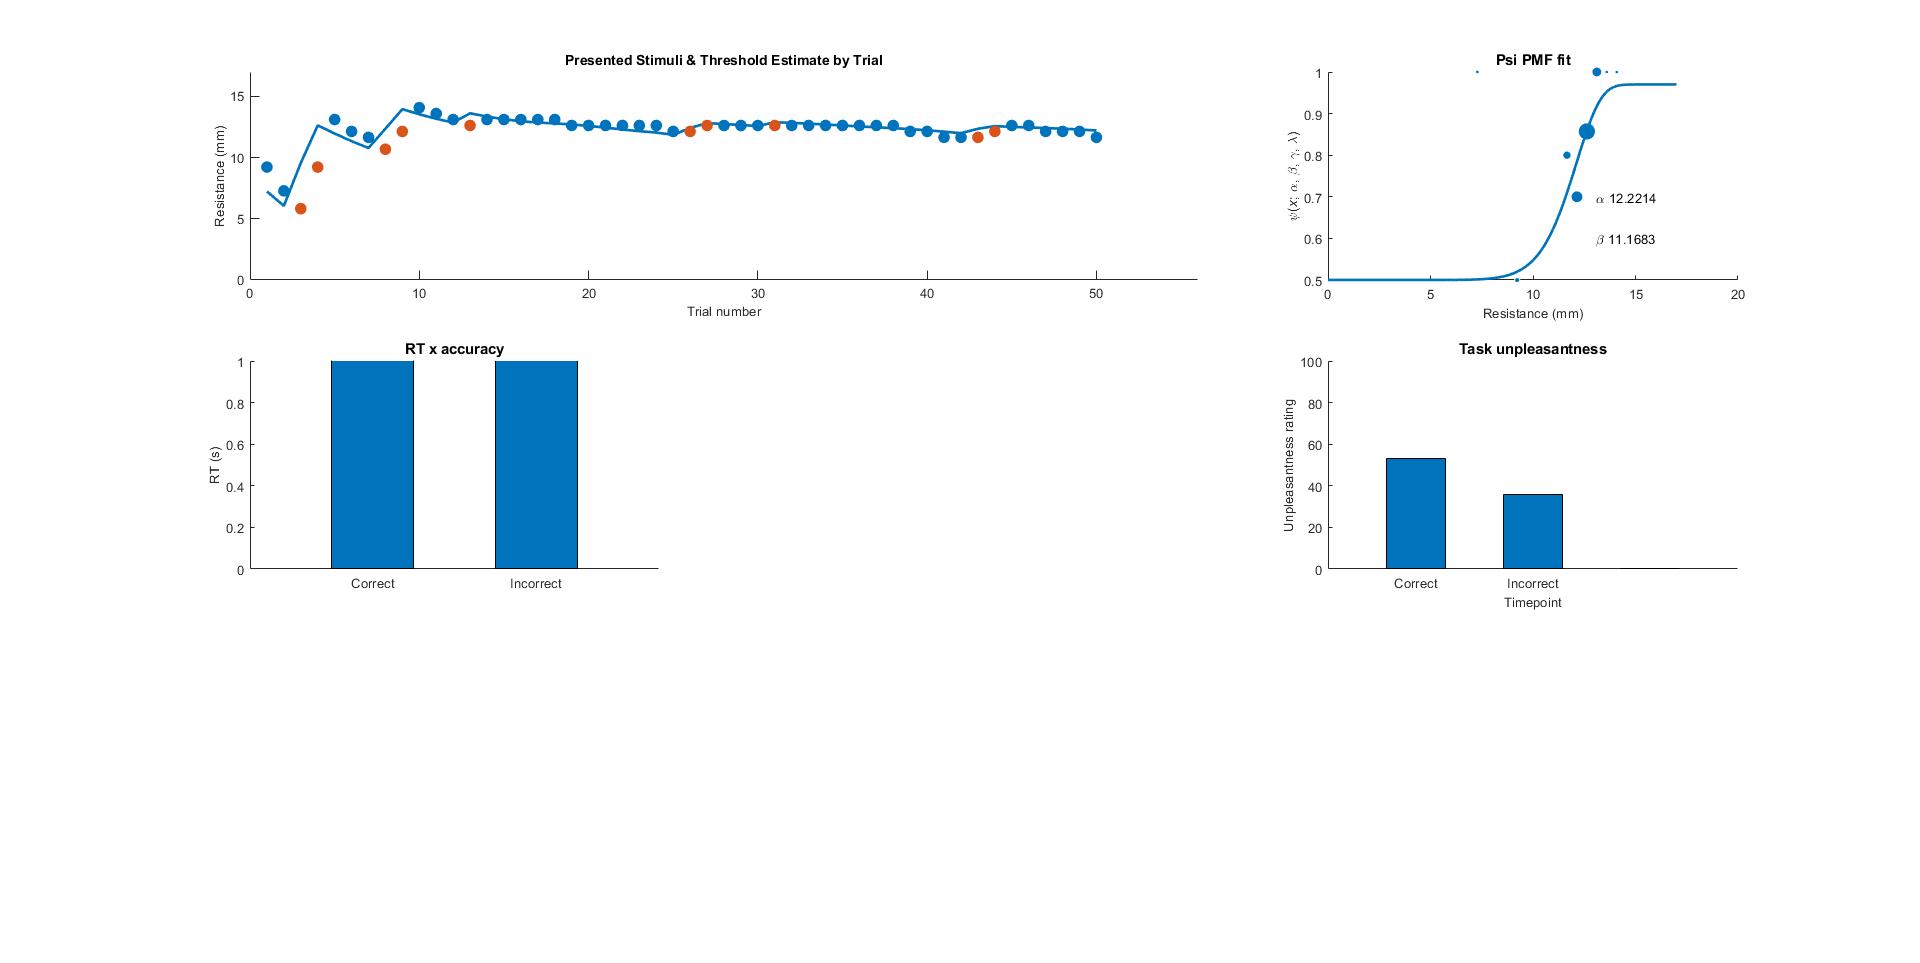 Presented Stimuli & Threshold Estimate by Trial
Resistance (mm)
15
10
5
0
0 10 20 30 40 50
Trial number
Psi PMF fit
ψ(x; α, β, γ, λ)
1
0.9
0.8
0.7
0.6
0.5
α 12.2214
β 11.1683
0 5 10 15 20
Resistance (mm)
RT x accuracy
RT (s)
1
0.8
0.6
0.4
0.2
0
Correct Incorrect
Task unpleasantness
Unpleasantness rating
100
80
60
40
20
0
Correct Incorrect
Timepoint